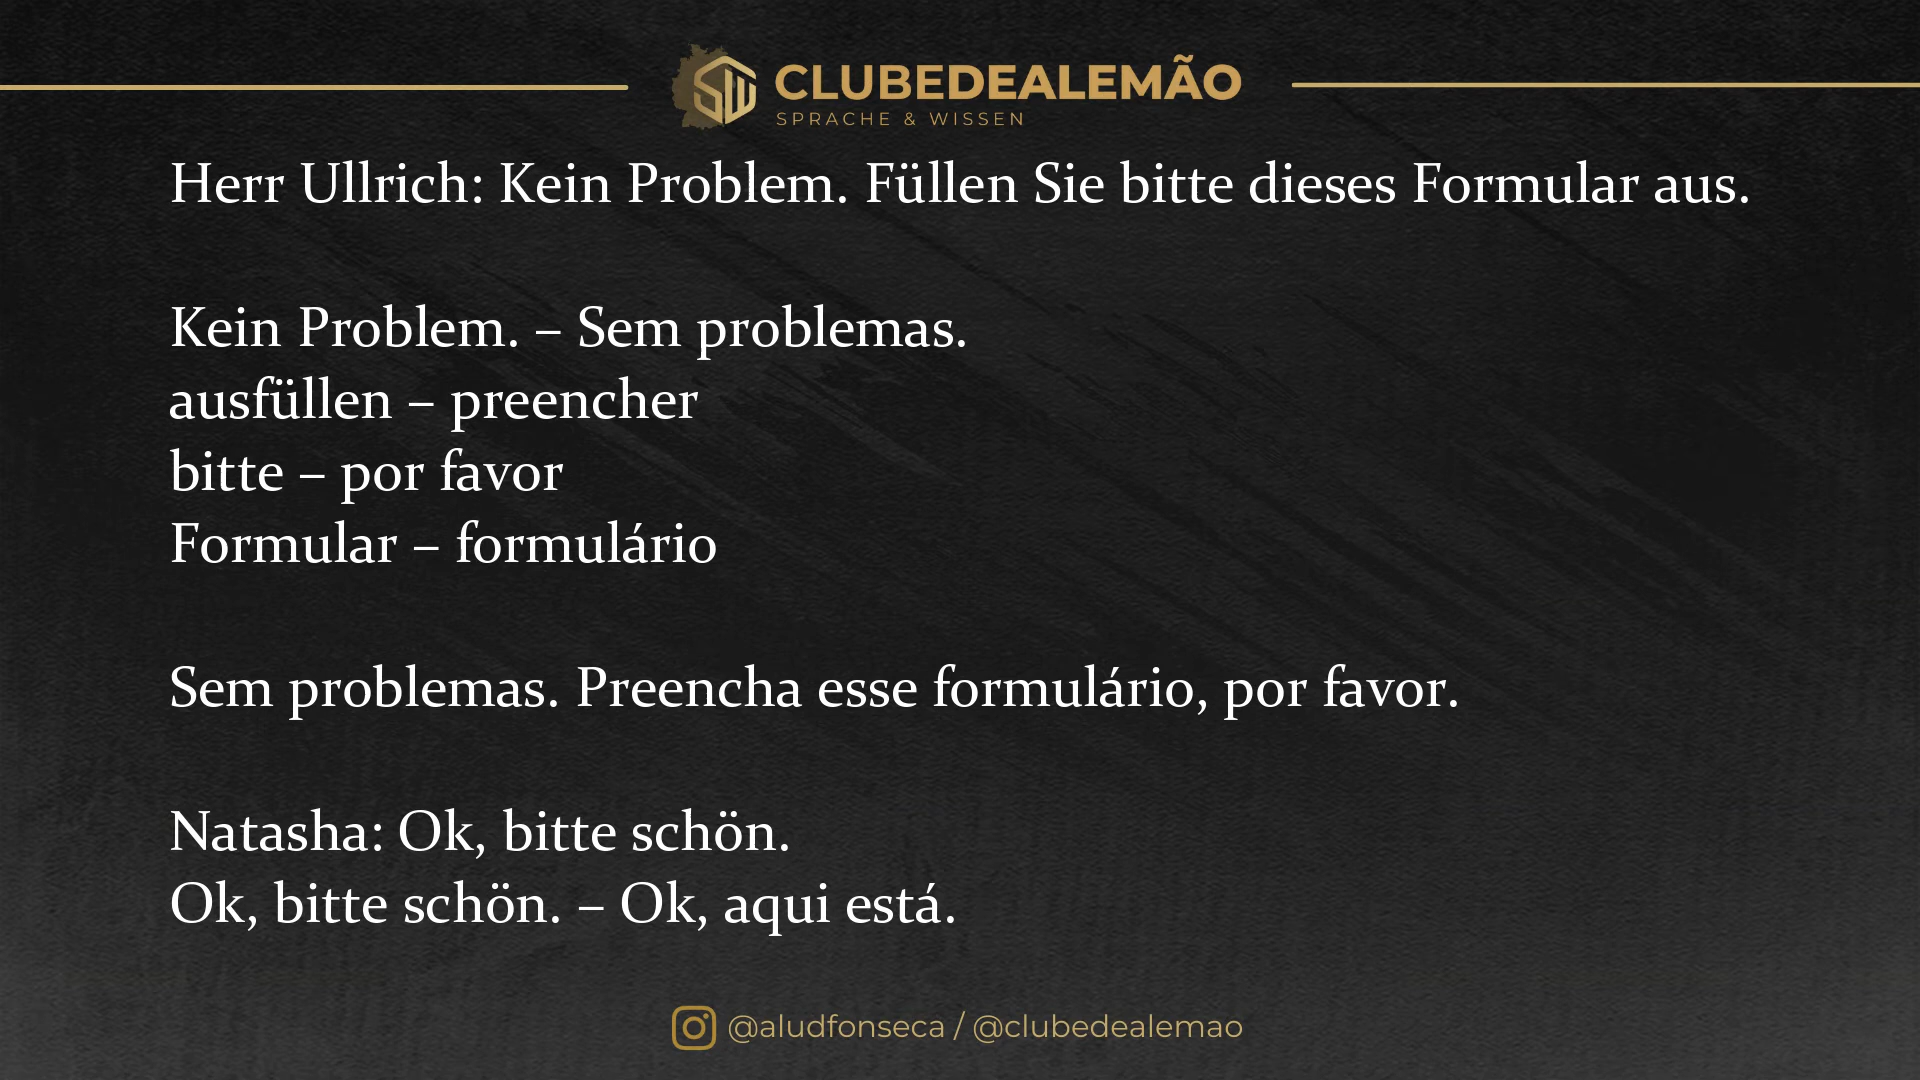 CLUBEDEALEMÃO
SPRACHE & WISSEN
Herr Ullrich: Kein Problem. Füllen Sie bitte dieses Formular aus.
Kein Problem. – Sem problemas.
ausfüllen – preencher
bitte – por favor
Formular – formulário
Sem problemas. Preencha esse formulário, por favor.
Natasha: Ok, bitte schön.
Ok, bitte schön. – Ok, aqui está.
@aludfonseca / @clubedealemao